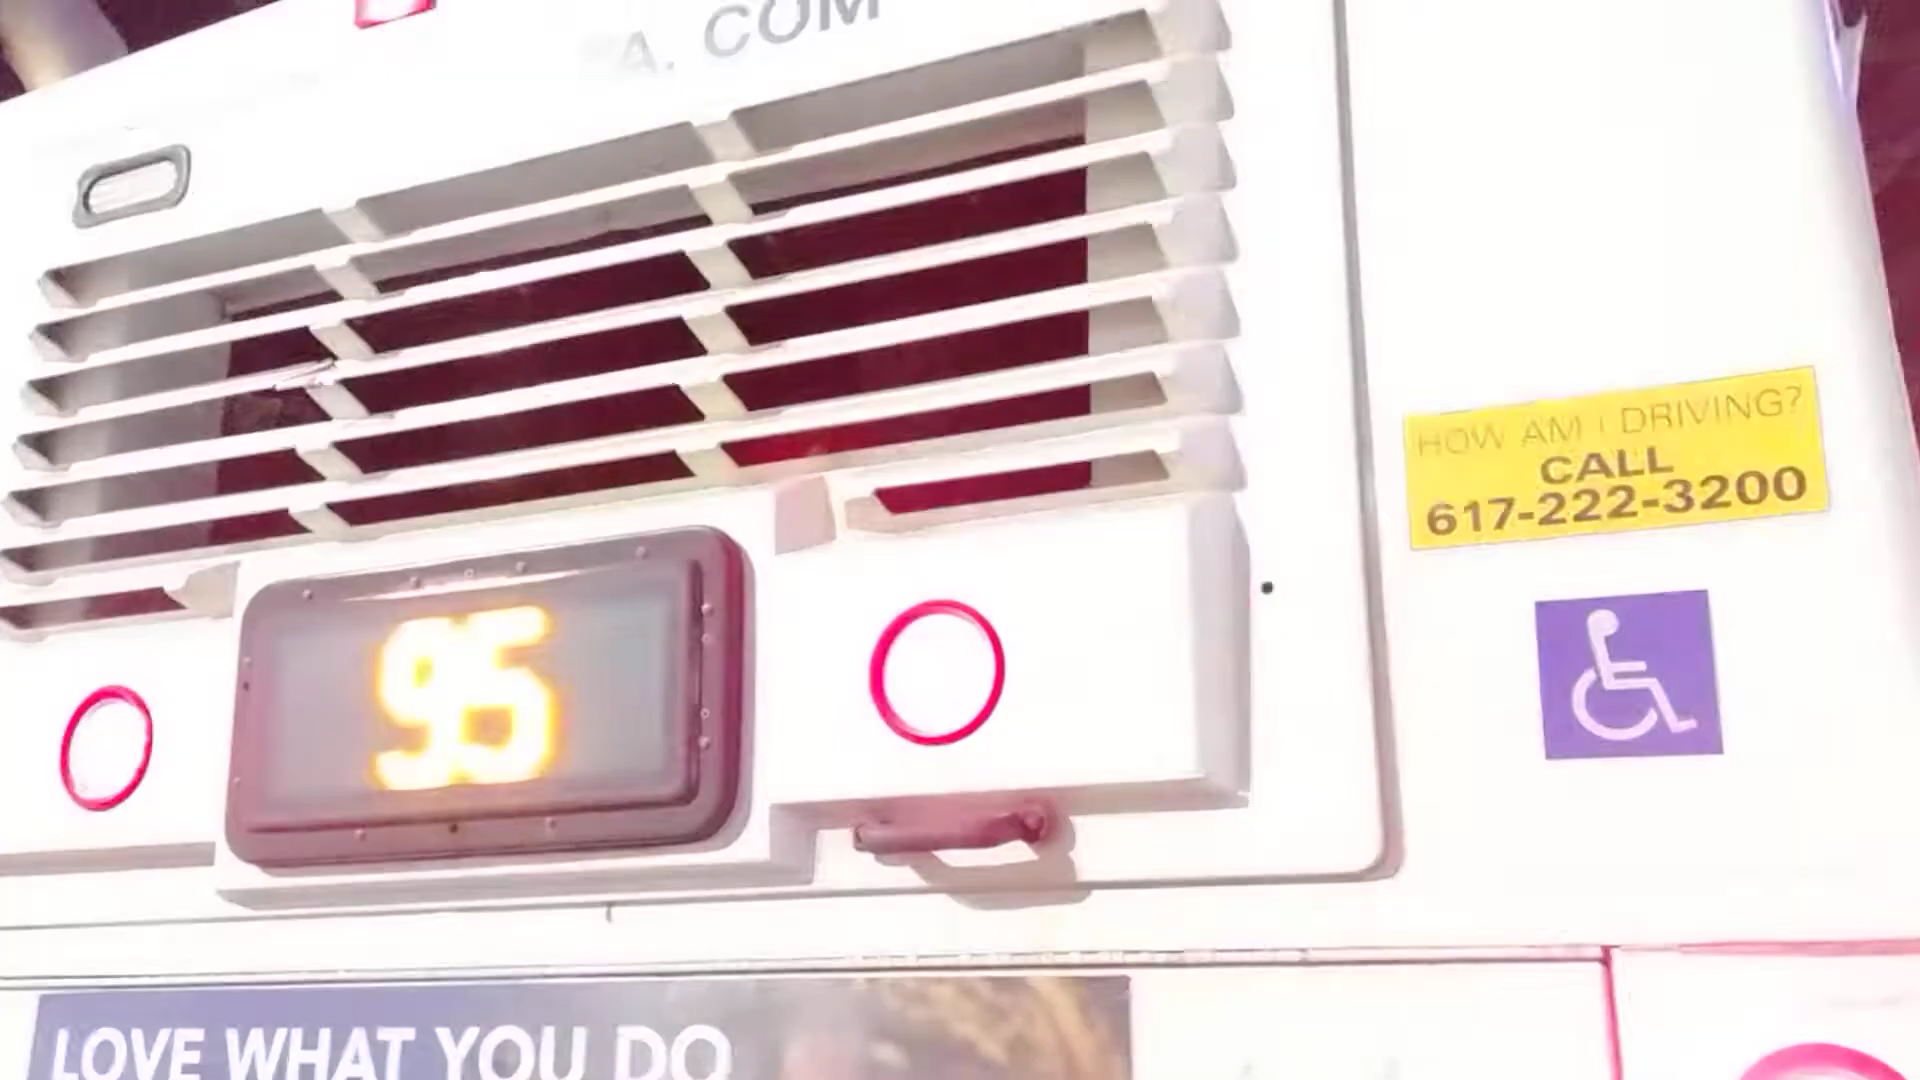 A. COM
HOW AM I DRIVING?
CALL
617-222-3200
95
LOVE WHAT YOU DO